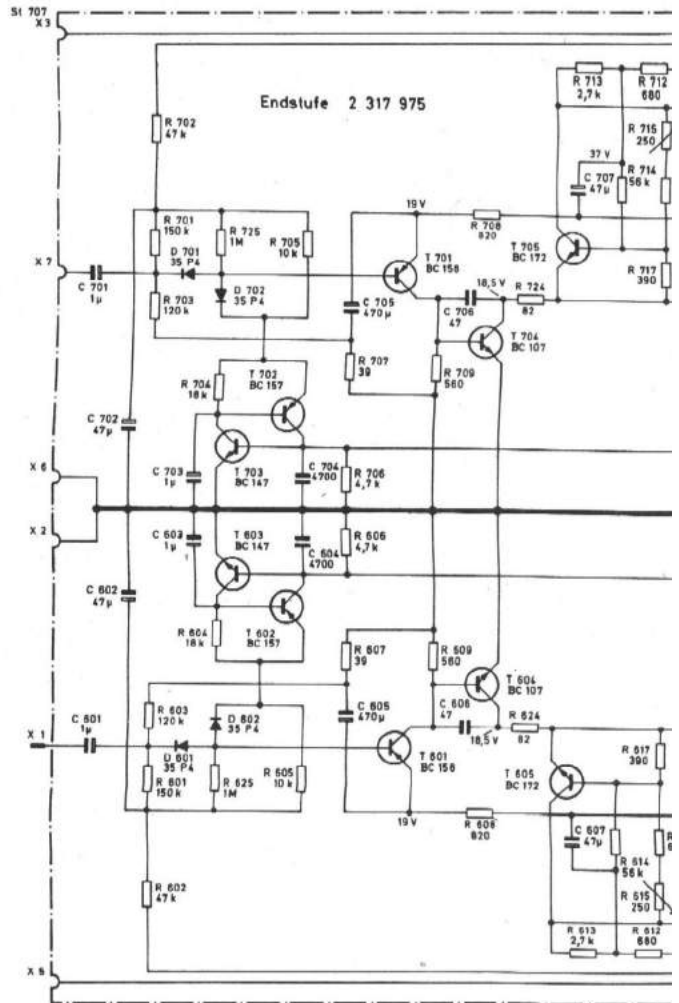 St 707
X 3
Endstufe 2 317 975
R 713
2,7k
R 712
680
R 702
47 k
R 715
250
37 V
C 707
47µ
R 714
56 k
R 701
150 k
R 725
1M
R 705
10 k
19 V
R 708
820
D 701
35 P4
T 701
BC 158
T 705
BC 172
X 7
C 701
1µ
R 703
120 k
D 702
35 P4
C 705
470µ
18,5 V
R 724
82
R 717
390
C 706
47
T 704
BC 107
R 707
39
R 709
560
T 702
BC 157
R 704
18 k
C 702
47µ
X 6
C 703
1µ
T 703
BC 147
C 704
4700
R 706
4,7 k
X 2
C 603
1µ
T 603
BC 147
C 604
4700
R 606
4,7 k
C 602
47µ
R 604
18 k
T 602
BC 157
R 607
39
R 609
560
T 604
BC 107
R 603
120 k
D 602
35 P4
C 605
470µ
C 606
47
R 624
82
18,5 V
X 1
C 601
1µ
D 601
35 P4
R 601
150 k
R 625
1M
R 605
10 k
T 601
BC 156
T 605
BC 172
R 617
390
19 V
R 608
820
C 607
47µ
R 614
56 k
R 602
47 k
R 615
250
R 613
2,7 k
R 612
680